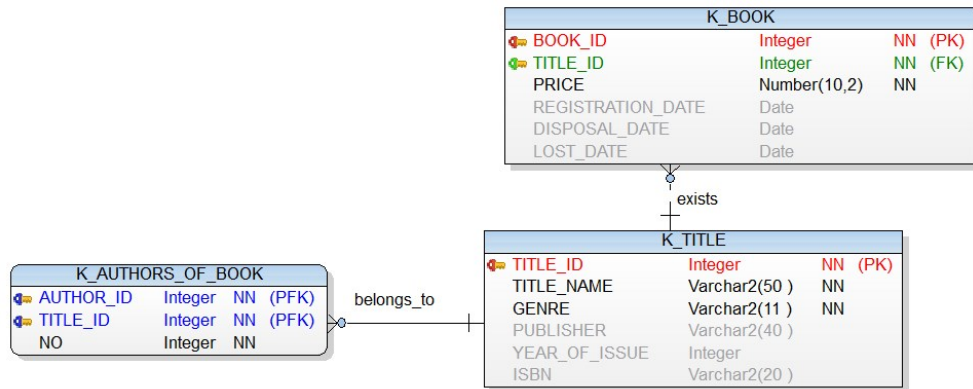 K_BOOK
BOOK_ID Integer NN (PK)
TITLE_ID Integer NN (FK)
PRICE Number(10,2) NN
REGISTRATION_DATE Date
DISPOSAL_DATE Date
LOST_DATE Date
exists
K_TITLE
TITLE_ID Integer NN (PK)
TITLE_NAME Varchar2(50 ) NN
GENRE Varchar2(11 ) NN
PUBLISHER Varchar2(40 )
YEAR_OF_ISSUE Integer
ISBN Varchar2(20 )
K_AUTHORS_OF_BOOK
AUTHOR_ID Integer NN (PFK)
TITLE_ID Integer NN (PFK)
NO Integer NN
belongs_to